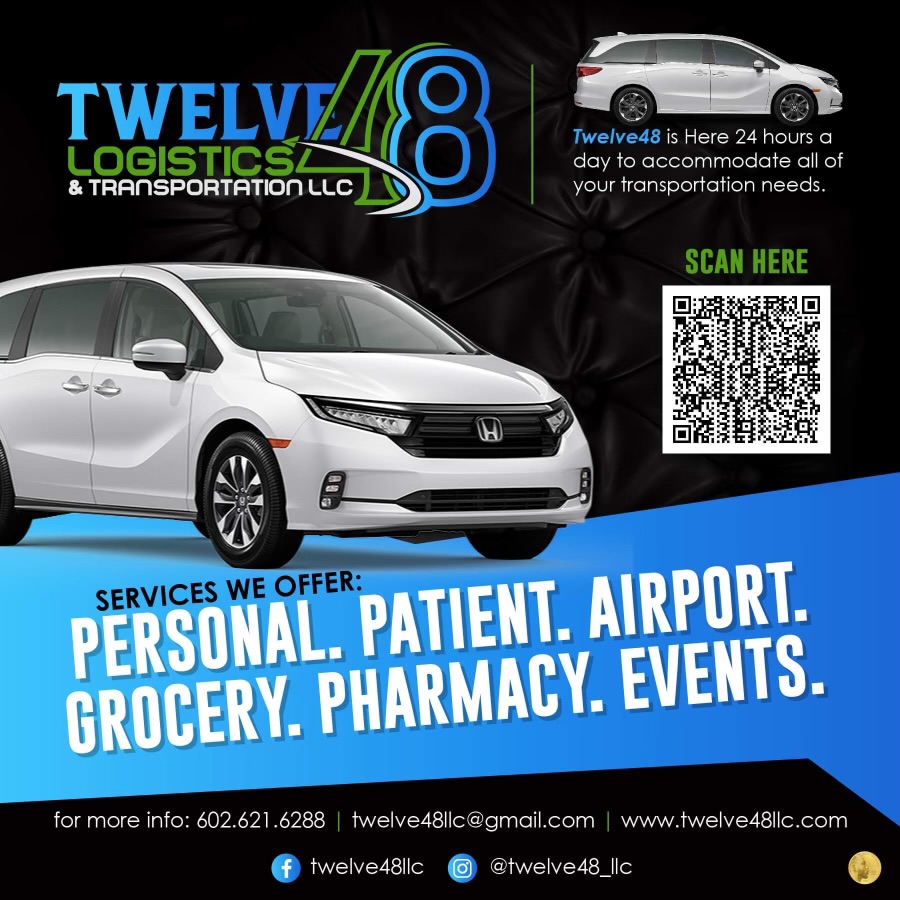 TWELVE 48
LOGISTICS
& TRANSPORTATION LLC
Twelve48 is Here 24 hours a
day to accommodate all of
your transportation needs.
SCAN HERE
SERVICES WE OFFER:
PERSONAL. PATIENT. AIRPORT.
GROCERY. PHARMACY. EVENTS.
for more info: 602.621.6288 | twelve48llc@gmail.com | www.twelve48llc.com
twelve48llc @twelve48_llc